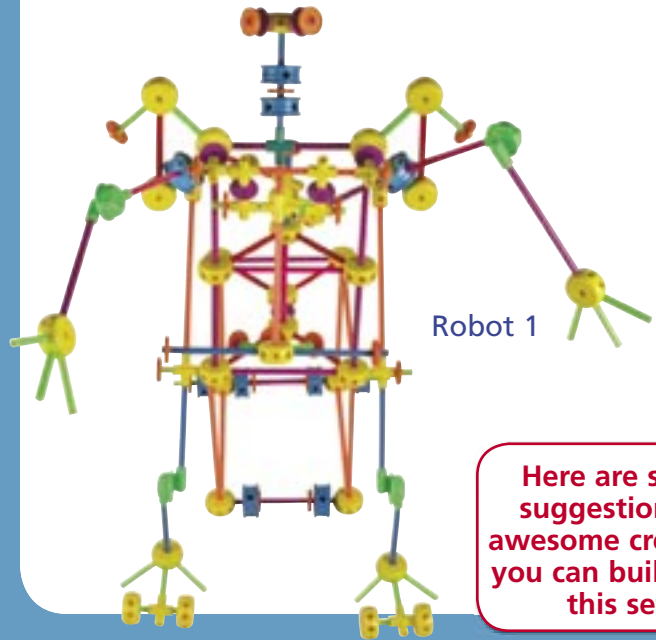 Robot 1
Here are s
suggestion
awesome cre
you can buil
this se